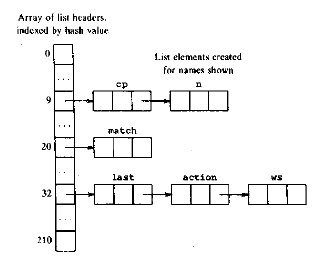 Array of list headers,
indexed by hash value
List elements created
for names shown
0
...
cp
n
9
...
match
20
...
last
action
ws
32
...
210